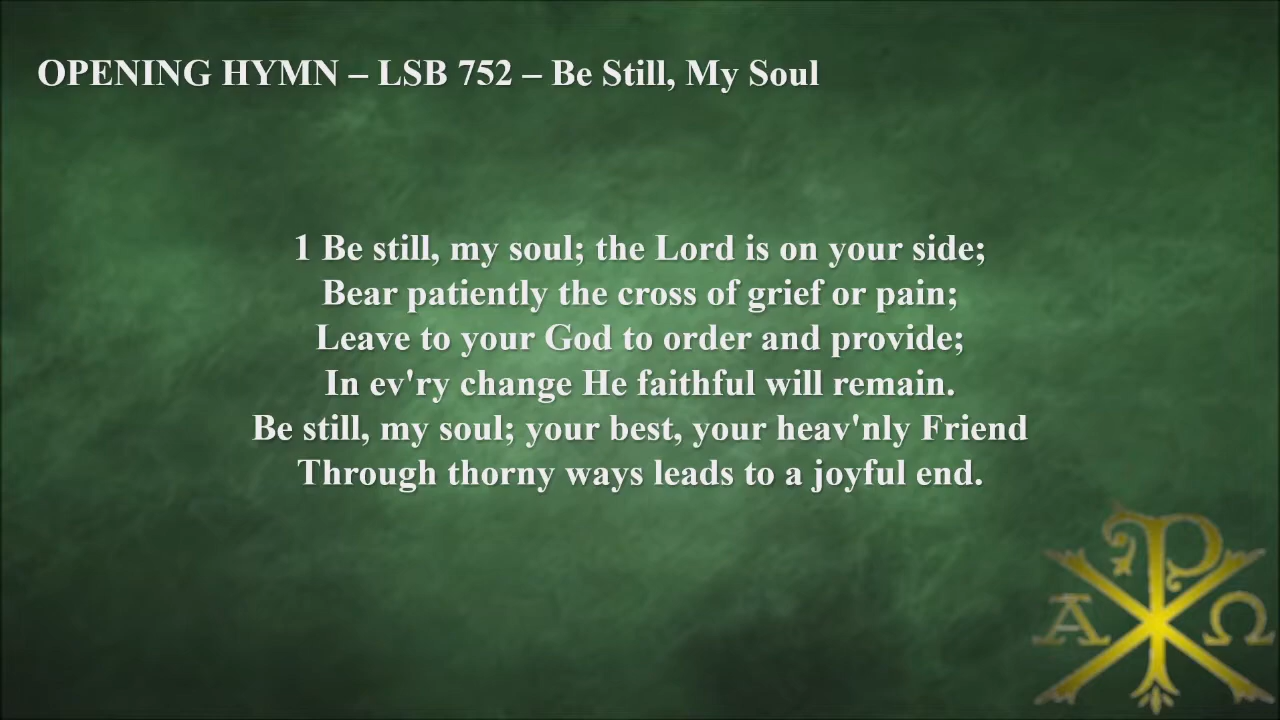 OPENING HYMN – LSB 752 – Be Still, My Soul
1 Be still, my soul; the Lord is on your side;
Bear patiently the cross of grief or pain;
Leave to your God to order and provide;
In ev'ry change He faithful will remain.
Be still, my soul; your best, your heav'nly Friend
Through thorny ways leads to a joyful end.
Α Ρ Ω